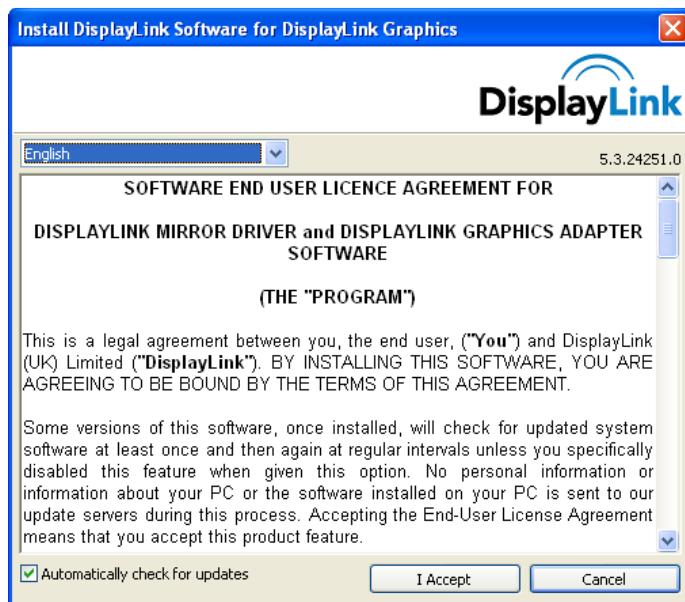 Install DisplayLink Software for DisplayLink Graphics
DisplayLink
English
5.3.24251.0
SOFTWARE END USER LICENCE AGREEMENT FOR
DISPLAYLINK MIRROR DRIVER and DISPLAYLINK GRAPHICS ADAPTER
SOFTWARE
(THE "PROGRAM")
This is a legal agreement between you, the end user, ("You") and DisplayLink
(UK) Limited ("DisplayLink"). BY INSTALLING THIS SOFTWARE, YOU ARE
AGREEING TO BE BOUND BY THE TERMS OF THIS AGREEMENT.
Some versions of this software, once installed, will check for updated system
software at least once and then again at regular intervals unless you specifically
disabled this feature when given this option. No personal information or
information about your PC or the software installed on your PC is sent to our
update servers during this process. Accepting the End-User License Agreement
means that you accept this product feature.
Automatically check for updates
I Accept
Cancel